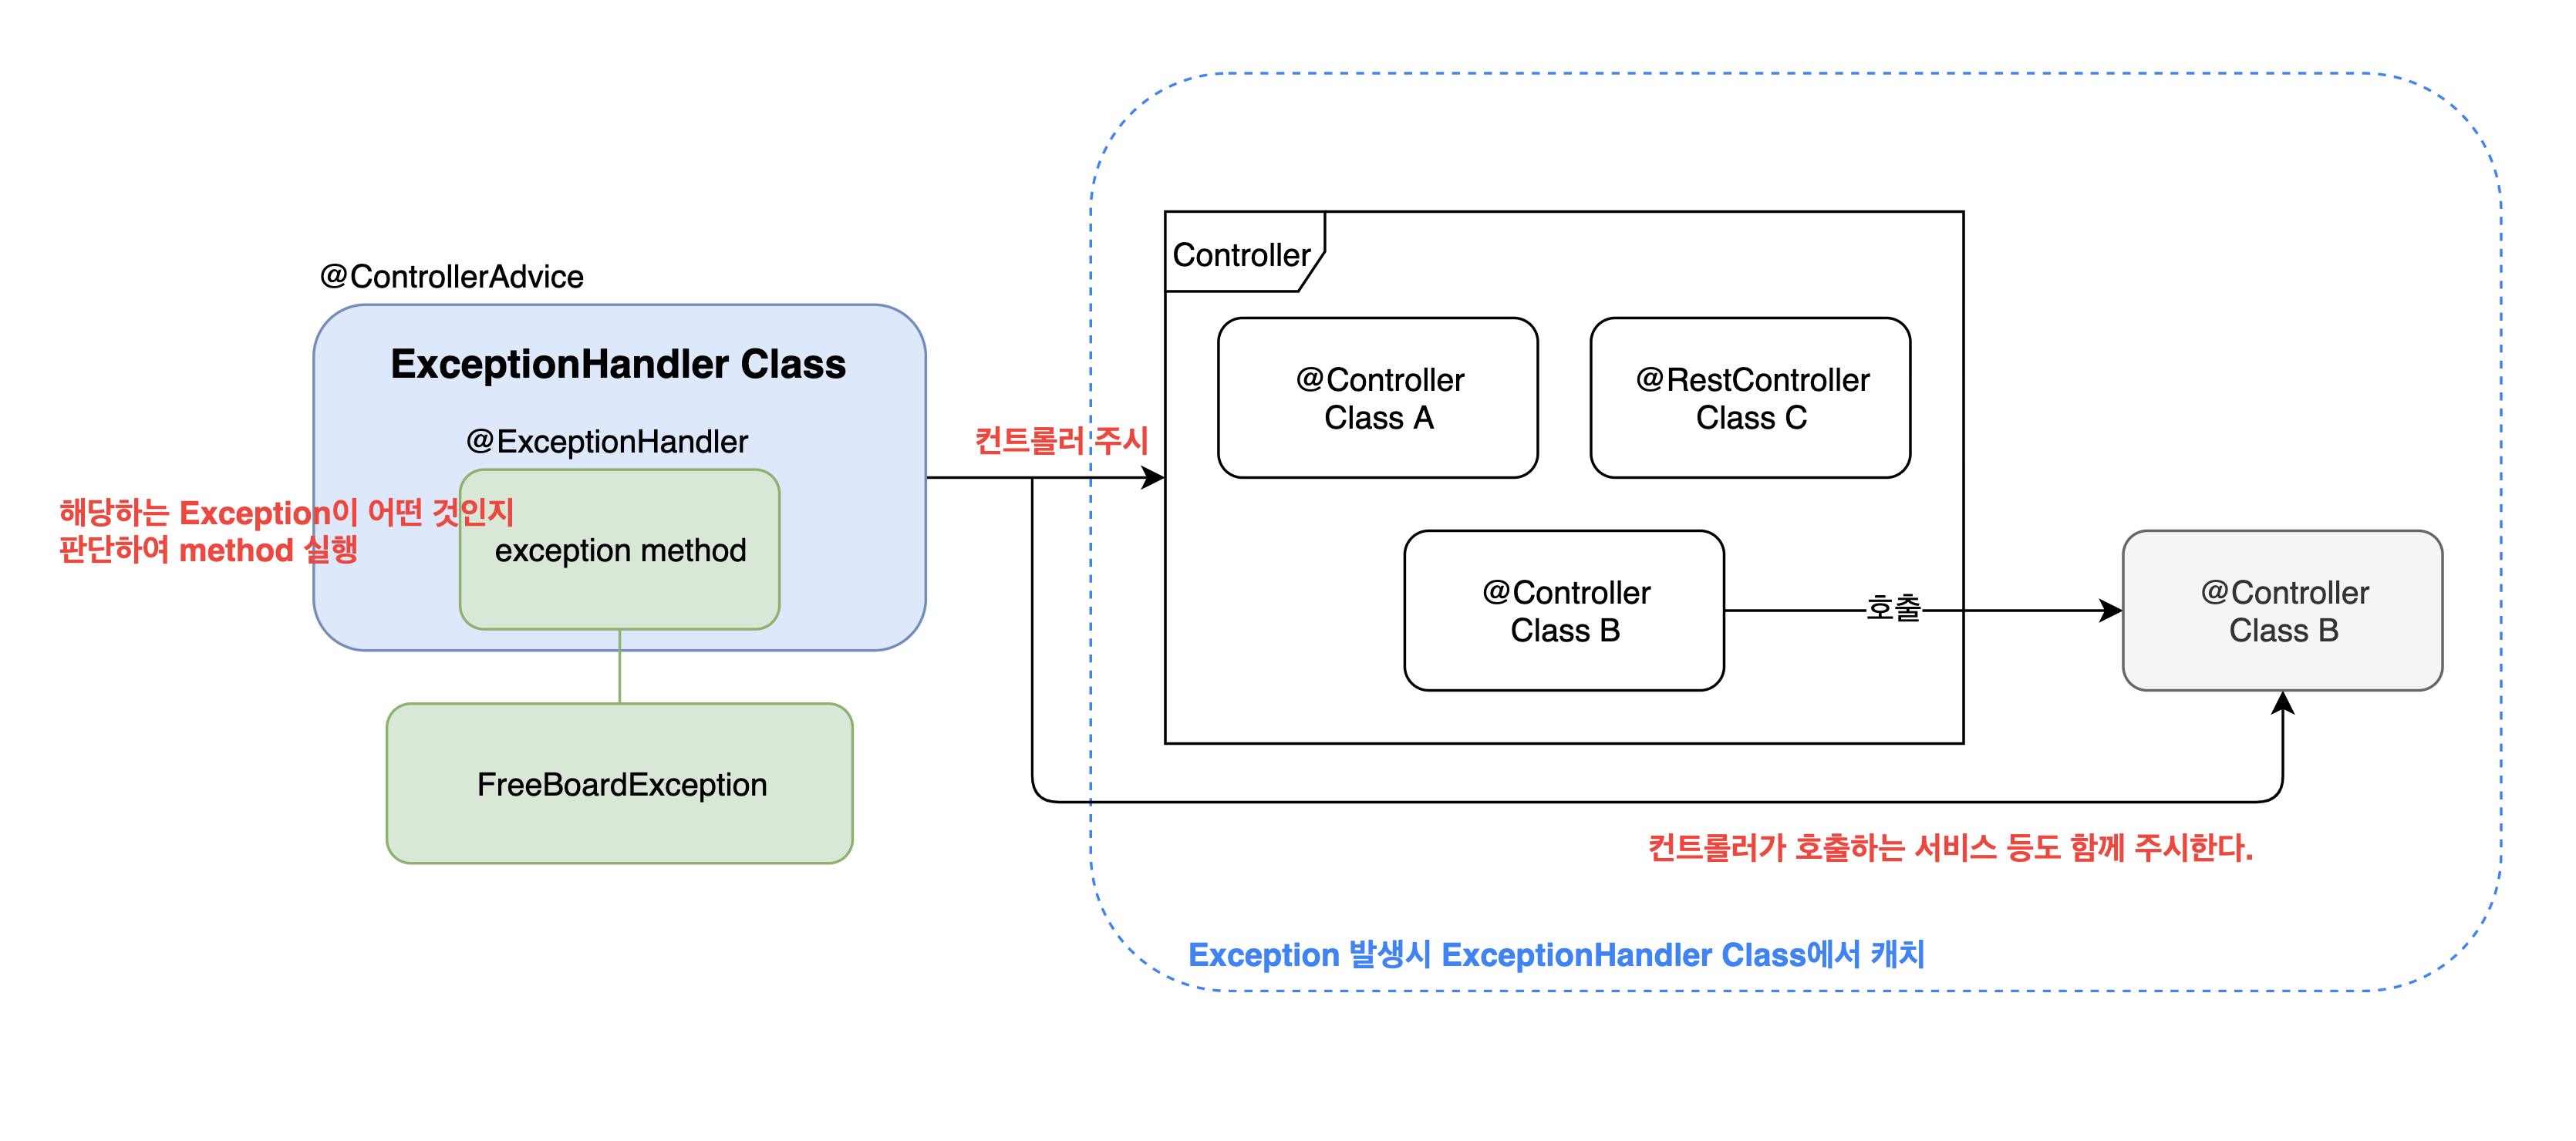 @ControllerAdvice
ExceptionHandler Class
@ExceptionHandler
해당하는 Exception이 어떤 것인지
판단하여 method 실행
exception method
FreeBoardException
컨트롤러 주시
Controller
@Controller
Class A
@RestController
Class C
@Controller
Class B
호출
@Controller
Class B
컨트롤러가 호출하는 서비스 등도 함께 주시한다.
Exception 발생시 ExceptionHandler Class에서 캐치